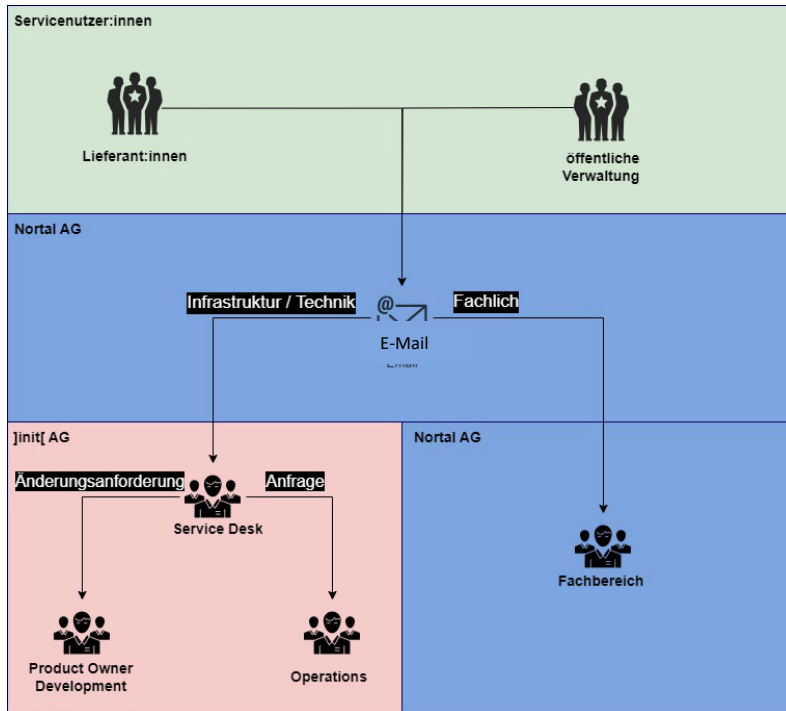 Servicenutzer:innen
Lieferant:innen
öffentliche
Verwaltung
Nortal AG
Infrastruktur / Technik
@
Fachlich
E-Mail
Email
]init[ AG
Nortal AG
Änderungsanforderung
Anfrage
Service Desk
Fachbereich
Product Owner
Development
Operations